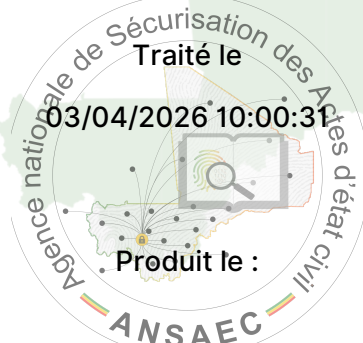 Agence nationale de Sécurisation des Actes d'état civil
Traité le
03/04/2026 10:00:31
Produit le :
ANSAEC